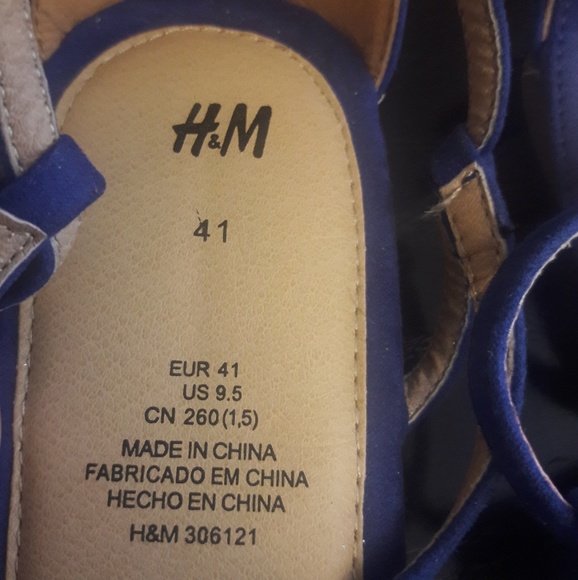 H&M
41
EUR 41
US 9.5
CN 260(1,5)
MADE IN CHINA
FABRICADO EM CHINA
HECHO EN CHINA
H&M 306121